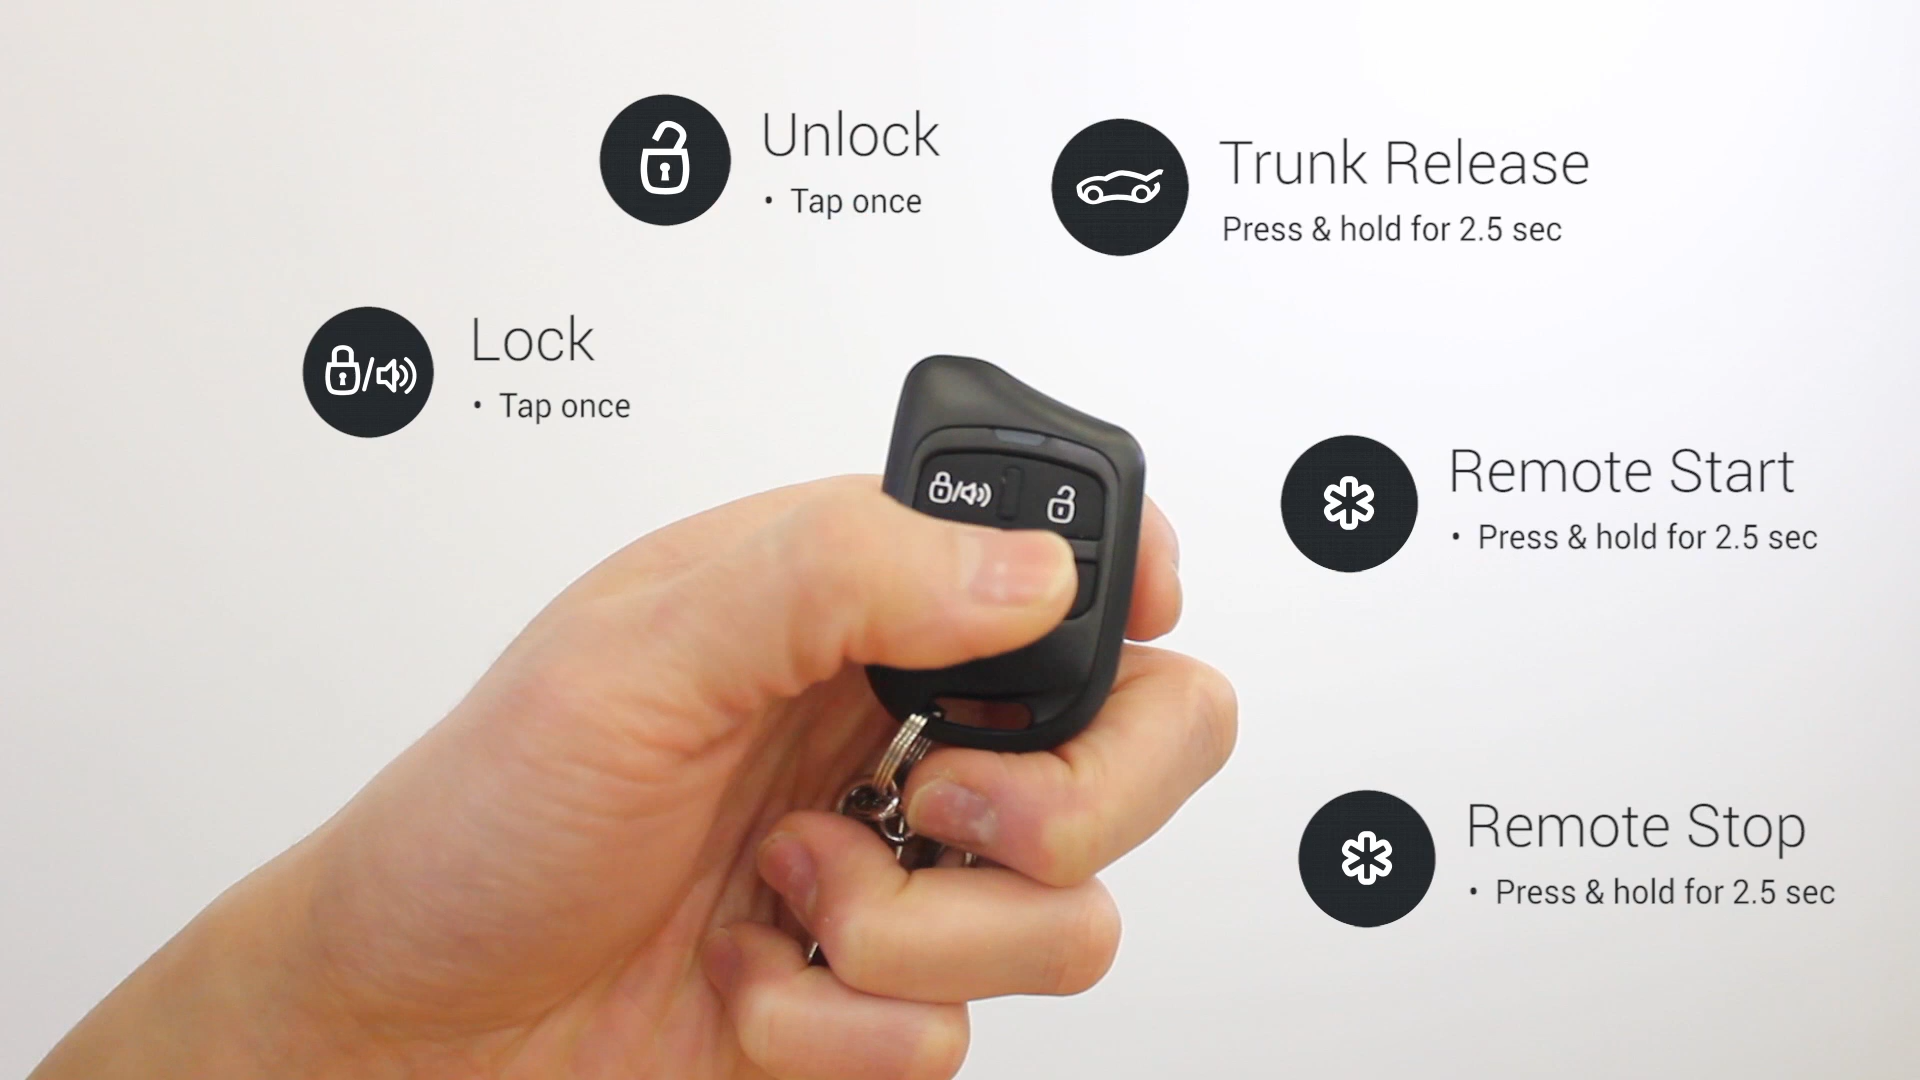 Unlock
• Tap once
Trunk Release
Press & hold for 2.5 sec
Lock
• Tap once
Remote Start
• Press & hold for 2.5 sec
Remote Stop
• Press & hold for 2.5 sec